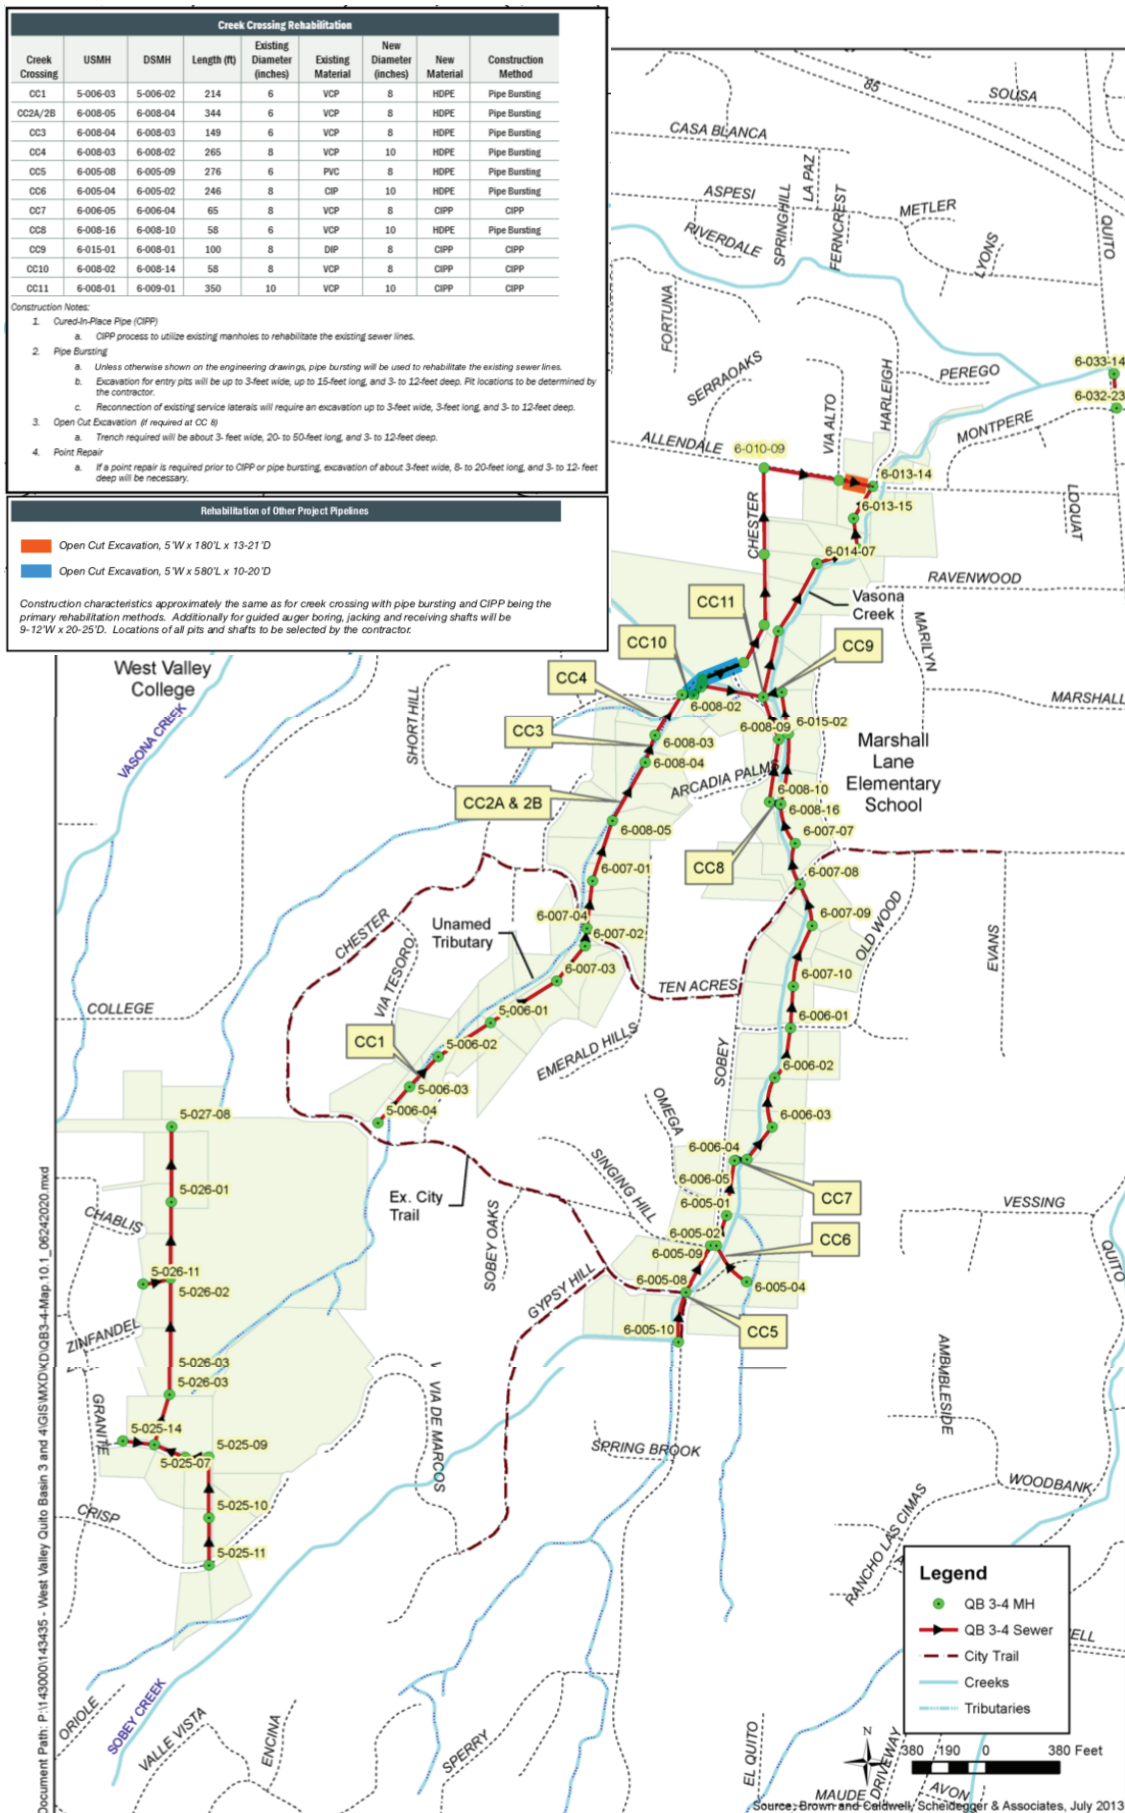 Creek Crossing Rehabilitation
Creek Crossing USMH DSMH Length (ft) Existing Diameter (inches) Existing Material New Diameter (inches) New Material Construction Method
CC1 5-006-03 5-006-02 214 6 VCP 8 HDPE Pipe Bursting
CC2A/2B 6-008-05 6-008-04 344 6 VCP 8 HDPE Pipe Bursting
CC3 6-008-04 6-008-03 149 6 VCP 8 HDPE Pipe Bursting
CC4 6-008-03 6-008-02 265 8 VCP 10 HDPE Pipe Bursting
CC5 6-005-08 6-005-09 276 6 PVC 8 HDPE Pipe Bursting
CC6 6-005-04 6-005-02 246 8 CIP 10 HDPE Pipe Bursting
CC7 6-006-05 6-006-04 65 8 VCP 8 CIPP CIPP
CC8 6-008-16 6-008-10 58 6 VCP 10 HDPE Pipe Bursting
CC9 6-015-01 6-008-01 100 8 DIP 8 CIPP CIPP
CC10 6-008-02 6-008-14 58 8 VCP 8 CIPP CIPP
CC11 6-008-01 6-009-01 350 10 VCP 10 CIPP CIPP
Construction Notes:
1. Cured-In-Place Pipe (CIPP)
a. CIPP process to utilize existing manholes to rehabilitate the existing sewer lines.
2. Pipe Bursting
a. Unless otherwise shown on the engineering drawings, pipe bursting will be used to rehabilitate the existing sewer lines.
b. Excavation for entry pits will be up to 3-feet wide, up to 15-feet long, and 3- to 12-feet deep. Pit locations to be determined by
the contractor.
c. Reconnection of existing service laterals will require an excavation up to 3-feet wide, 3-feet long, and 3- to 12-feet deep.
3. Open Cut Excavation (if required at CC 8)
a. Trench required will be about 3- feet wide, 20- to 50-feet long, and 3- to 12-feet deep.
4. Point Repair
a. If a point repair is required prior to CIPP or pipe bursting, excavation of about 3-feet wide, 8- to 20-feet long, and 3- to 12- feet
deep will be necessary.
Rehabilitation of Other Project Pipelines
Open Cut Excavation, 5'W x 180'L x 13-21'D
Open Cut Excavation, 5'W x 580'L x 10-20'D
Construction characteristics approximately the same as for creek crossing with pipe bursting and CIPP being the
primary rehabilitation methods. Additionally for guided auger boring, jacking and receiving shafts will be
9-12'W x 20-25'D. Locations of all pits and shafts to be selected by the contractor.
85
SOUSA
CASA BLANCA
LA PAZ
ASPESI
METLER
SPRINGHILL
FERNCREST
RIVERDALE
LYONS
QUITO
FORTUNA
SERRAOAKS
PEREGO
6-033-14
6-032-23
VIA ALTO
HARLEIGH
MONTPERE
ALLENDALE
6-010-09
6-013-14
6-013-15
CHESTER
LOQUAT
6-014-07
RAVENWOOD
CC11
Vasona
Creek
MARILYN
CC10
CC9
West Valley
College
CC4
6-008-02
MARSHALL
VASONA CREEK
SHORT HILL
CC3
6-008-09
6-015-02
6-008-03
6-008-04
Marshall
Lane
Elementary
School
ARCADIA PALMS
CC2A & 2B
6-008-10
6-008-16
6-008-05
6-007-07
CC8
6-007-01
6-007-08
6-007-04
6-007-09
OLD WOOD
Unamed
Tributary
6-007-02
CHESTER
EVANS
VIA TESORO
6-007-03
6-007-10
TEN ACRES
COLLEGE
5-006-01
6-006-01
CC1
5-006-02
EMERALD HILLS
SOBEY
6-006-02
5-006-03
OMEGA
5-006-04
6-006-03
5-027-08
6-006-04
SINGING HILL
6-006-05
CC7
5-026-01
Ex. City
Trail
6-005-01
VESSING
CHABLIS
SOBEY OAKS
6-005-02
CC6
6-005-09
QUITO
5-026-11
5-026-02
GYPSY HILL
6-005-08
6-005-04
ZINFANDEL
6-005-10
CC5
5-026-03
5-026-03
AMBMBLESIDE
GRANITE
VIA DE MARCOS
5-025-14
5-025-09
5-025-07
SPRING BROOK
5-025-10
WOODBANK
CRISP
RANCHO LAS CIMAS
5-025-11
Legend
QB 3-4 MH
QB 3-4 Sewer
City Trail
Creeks
Tributaries
ELL
ORIOLE
SOBEY CREEK
VALLE VISTA
ENCINA
SPERRY
EL QUITO
N
DRIVEWAY
380 190 0 380 Feet
MAUDE
AVON
Source: Brown and Caldwell, Scheidegger & Associates, July 2013
Document Path: P:\143000\143435 - West Valley Quito Basin 3 and 4\GIS\MXD\XD\QB3-4-Map.10.1_06242020.mxd